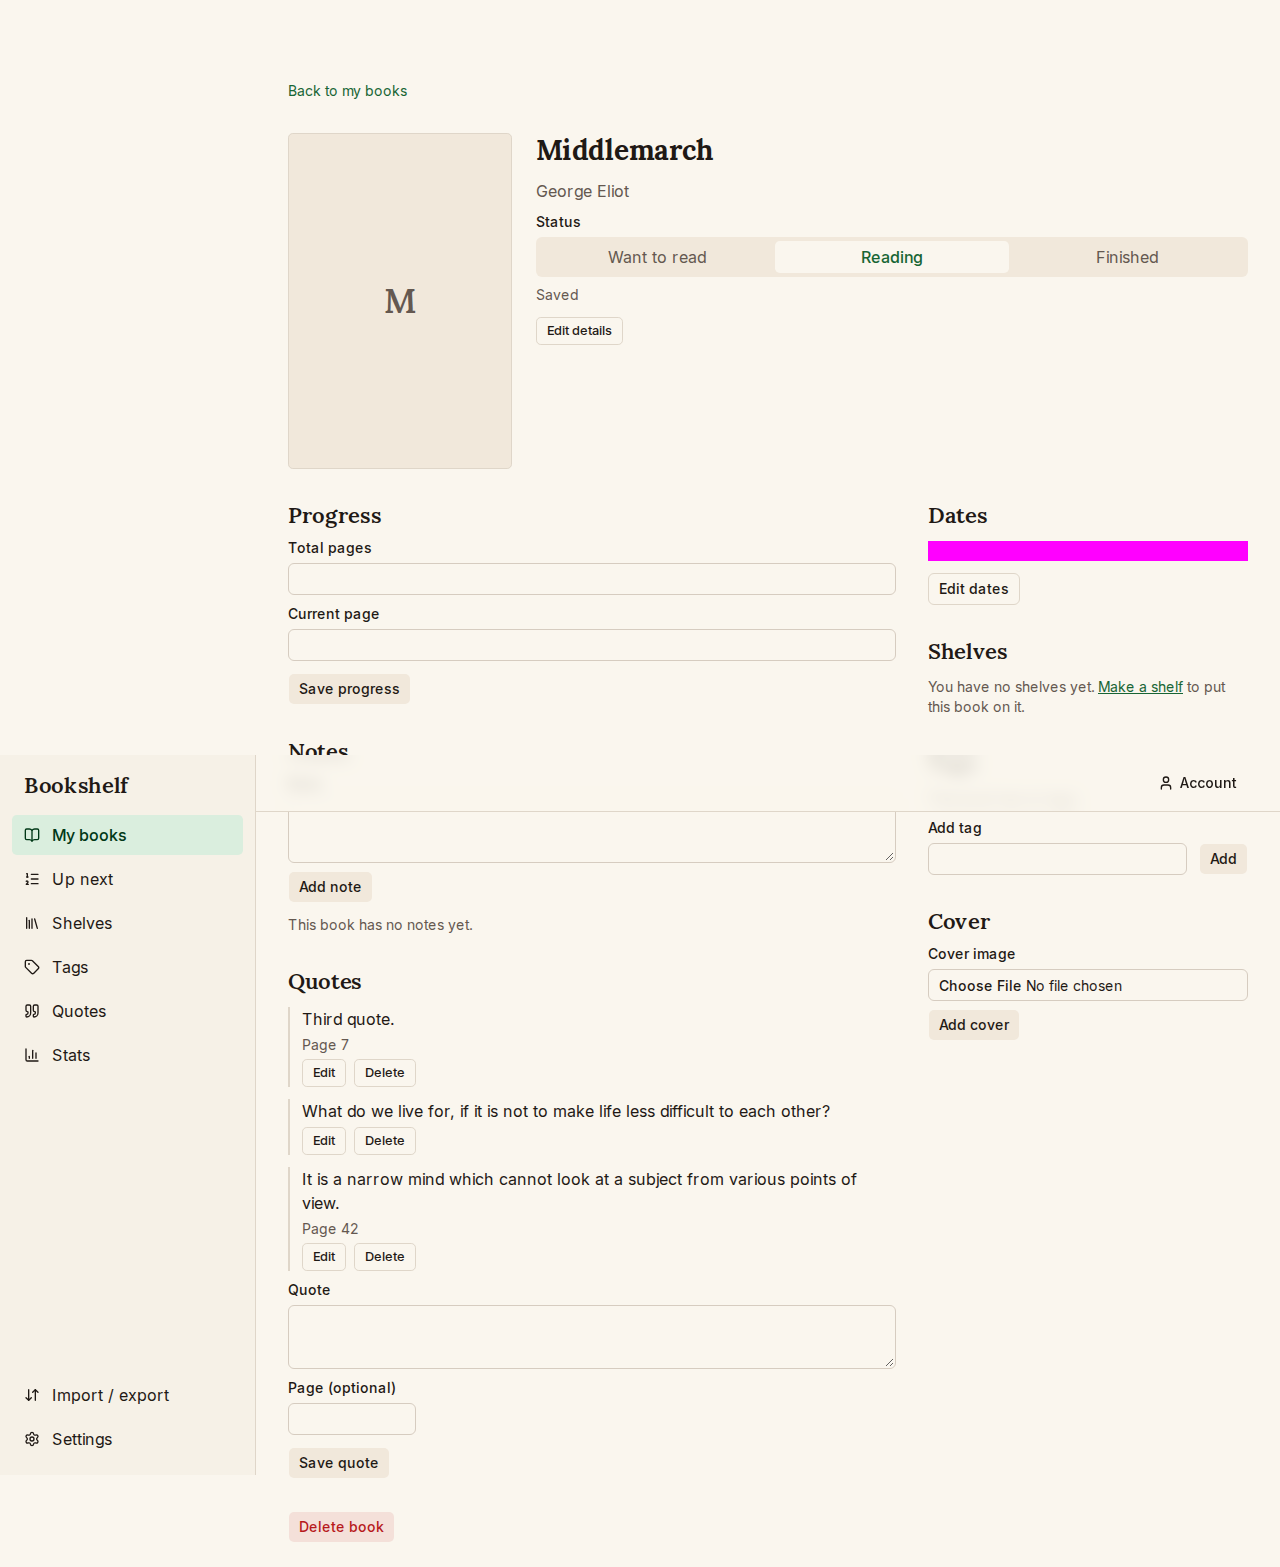 Back to my books
M
Middlemarch
George Eliot
Status
Want to read
Reading
Finished
Saved
Edit details
Progress
Total pages
Current page
Save progress
Notes
Dates
Edit dates
Shelves
You have no shelves yet. Make a shelf to put
this book on it.
Bookshelf
My books
Up next
Shelves
Tags
Quotes
Stats
Import / export
Settings
Account
Add note
This book has no notes yet.
Quotes
Third quote.
Page 7
Edit
Delete
What do we live for, if it is not to make life less difficult to each other?
Edit
Delete
It is a narrow mind which cannot look at a subject from various points of
view.
Page 42
Edit
Delete
Quote
Page (optional)
Save quote
Delete book
Add tag
Add
Cover
Cover image
Choose File No file chosen
Add cover